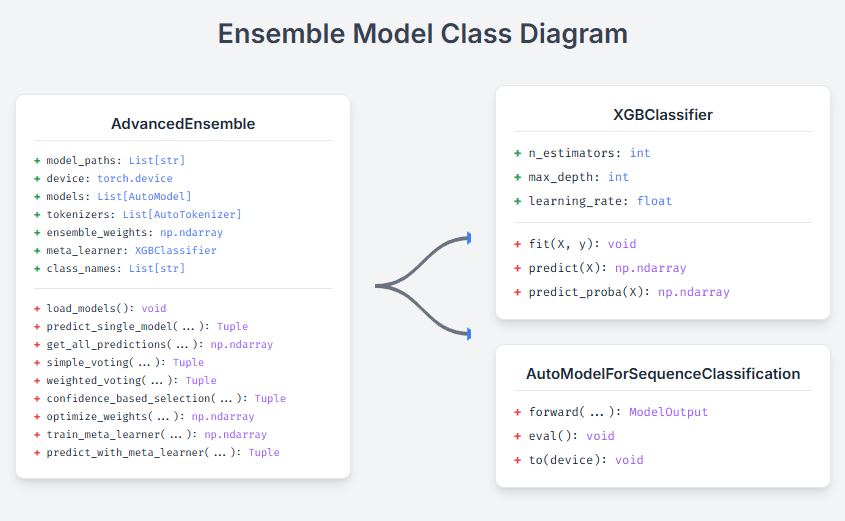 Ensemble Model Class Diagram
AdvancedEnsemble
+ model_paths: List[str]
+ device: torch.device
+ models: List[AutoModel]
+ tokenizers: List[AutoTokenizer]
+ ensemble_weights: np.ndarray
+ meta_learner: XGBClassifier
+ class_names: List[str]
+ load_models(): void
+ predict_single_model(...): Tuple
+ get_all_predictions(...): np.ndarray
+ simple_voting(...): Tuple
+ weighted_voting(...): Tuple
+ confidence_based_selection(...): Tuple
+ optimize_weights(...): np.ndarray
+ train_meta_learner(...): np.ndarray
+ predict_with_meta_learner(...): Tuple
XGBClassifier
+ n_estimators: int
+ max_depth: int
+ learning_rate: float
+ fit(X, y): void
+ predict(X): np.ndarray
+ predict_proba(X): np.ndarray
AutoModelForSequenceClassification
+ forward(...): ModelOutput
+ eval(): void
+ to(device): void